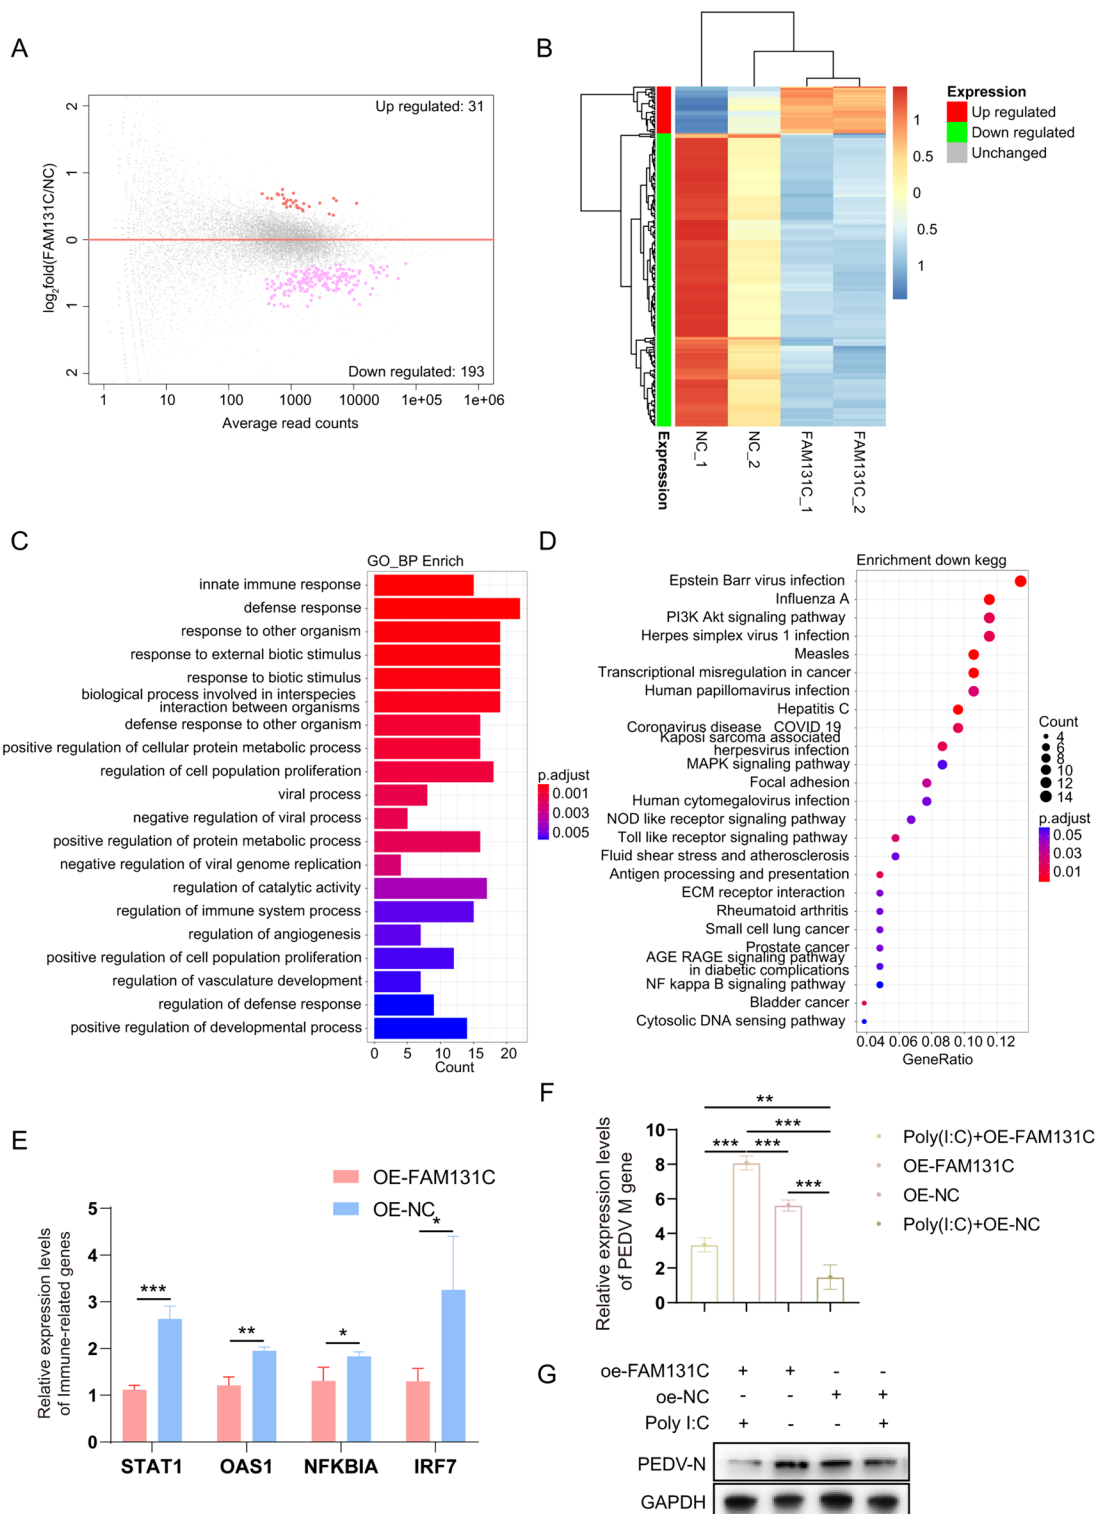 A
Up regulated: 31
Down regulated: 193
log2fold(FAM131C/NC)
2
1
0
1
2
1
10
100
1000
10000
1e+05
1e+06
Average read counts
B
1
0.5
0
0.5
1
Expression
Up regulated
Down regulated
Unchanged
Expression
NC_1
NC_2
FAM131C_1
FAM131C_2
C
GO_BP Enrich
innate immune response
defense response
response to other organism
response to external biotic stimulus
response to biotic stimulus
biological process involved in interspecies
interaction between organisms
defense response to other organism
positive regulation of cellular protein metabolic process
regulation of cell population proliferation
viral process
negative regulation of viral process
positive regulation of protein metabolic process
negative regulation of viral genome replication
regulation of catalytic activity
regulation of immune system process
regulation of angiogenesis
positive regulation of cell population proliferation
regulation of vasculature development
regulation of defense response
positive regulation of developmental process
0 5 10 15 20
Count
p.adjust
0.001
0.003
0.005
D
Enrichment down kegg
Epstein Barr virus infection
Influenza A
PI3K Akt signaling pathway
Herpes simplex virus 1 infection
Measles
Transcriptional misregulation in cancer
Human papillomavirus infection
Hepatitis C
Coronavirus disease COVID 19
Kaposi sarcoma associated
herpesvirus infection
MAPK signaling pathway
Focal adhesion
Human cytomegalovirus infection
NOD like receptor signaling pathway
Toll like receptor signaling pathway
Fluid shear stress and atherosclerosis
Antigen processing and presentation
ECM receptor interaction
Rheumatoid arthritis
Small cell lung cancer
Prostate cancer
AGE RAGE signaling pathway
in diabetic complications
NF kappa B signaling pathway
Bladder cancer
Cytosolic DNA sensing pathway
0.04 0.06 0.08 0.10 0.12
GeneRatio
Count
4
6
8
10
12
14
p.adjust
0.05
0.03
0.01
E
OE-FAM131C
OE-NC
Relative expression levels
of Immune-related genes
5
4
3
2
1
0
***
**
*
*
STAT1 OAS1 NFKBIA IRF7
F
Relative expression levels
of PEDV M gene
10
8
6
4
2
0
**
***
*** ***
***
Poly(I:C)+OE-FAM131C
OE-FAM131C
OE-NC
Poly(I:C)+OE-NC
G
oe-FAM131C + + - -
oe-NC - - + +
Poly I:C + - - +
PEDV-N
GAPDH